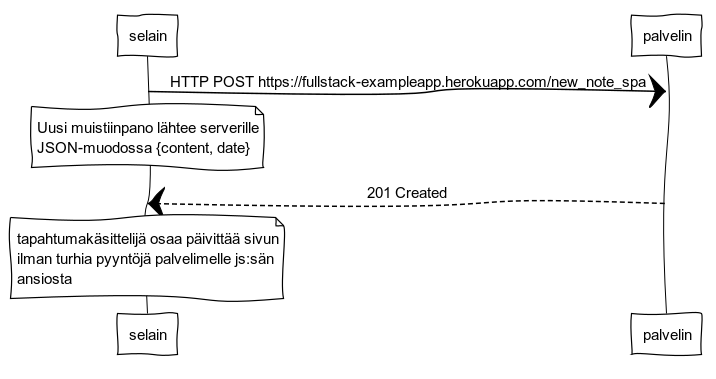 selain
palvelin
HTTP POST https://fullstack-exampleapp.herokuapp.com/new_note_spa
Uusi muistiinpano lähtee serverille
JSON-muodossa {content, date}
201 Created
tapahtumakäsittelijä osaa päivittää sivun
ilman turhia pyyntöjä palvelimelle js:sän
ansiosta
selain
palvelin